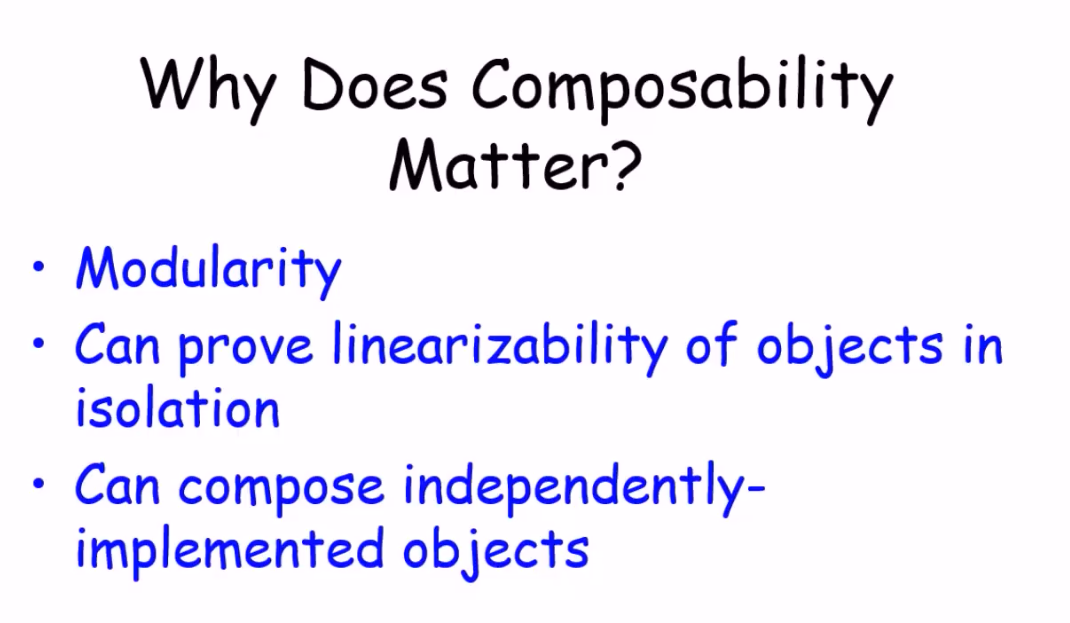 Why Does Composability
Matter?
• Modularity
• Can prove linearizability of objects in
isolation
• Can compose independently-
implemented objects